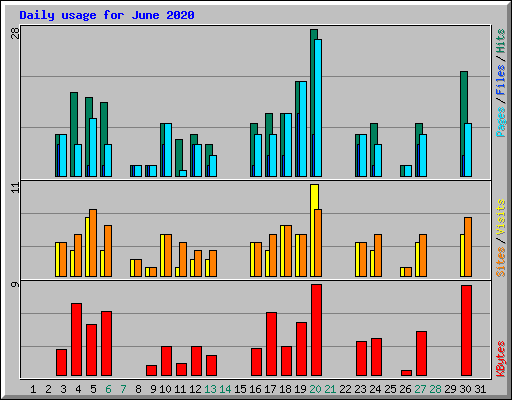 Daily usage for June 2020
28
Pages / Files / Hits
11
Sites / Visits
9
KBytes
1 2 3 4 5 6 7 8 9 10 11 12 13 14 15 16 17 18 19 20 21 22 23 24 25 26 27 28 29 30 31